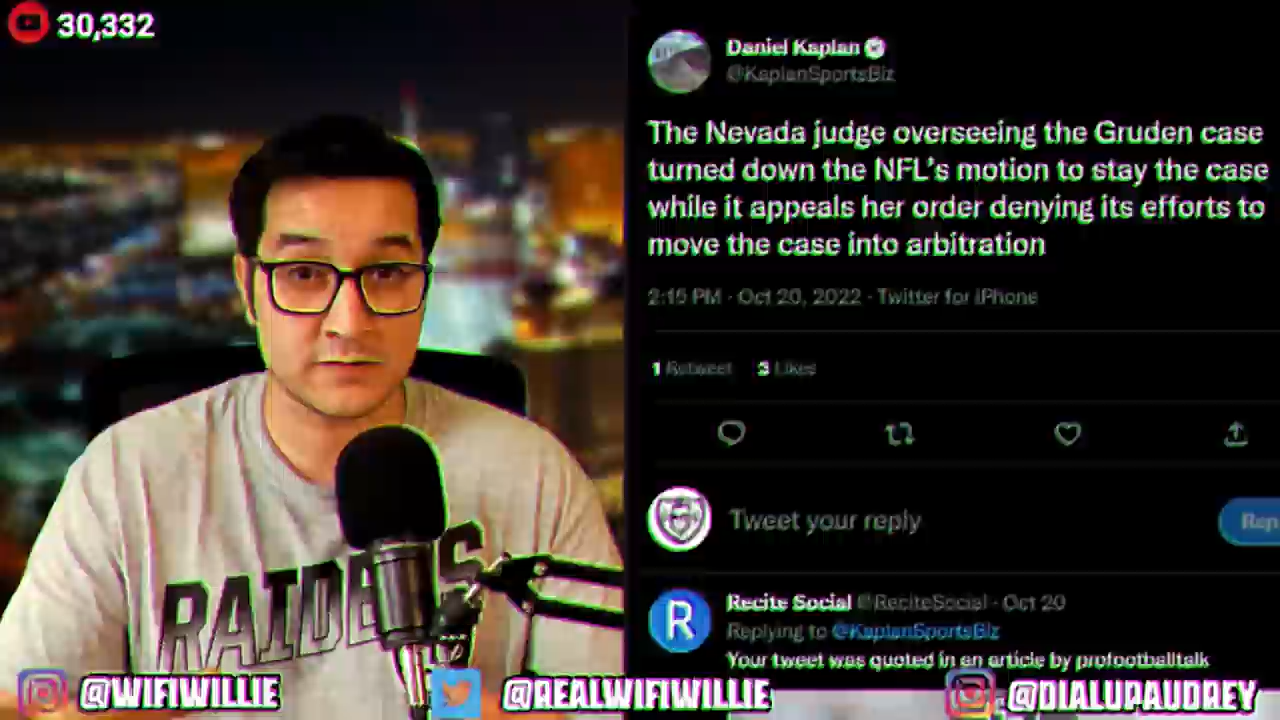 30,332
Daniel Kaplan
@KaplanSportsBiz
The Nevada judge overseeing the Gruden case
turned down the NFL's motion to stay the case
while it appeals her order denying its efforts to
move the case into arbitration
2:15 PM · Oct 20, 2022 · Twitter for iPhone
1 Retweet 3 Likes
Tweet your reply
Rep
R
Recite Social @ReciteSocial · Oct 20
Replying to @KaplanSportsBiz
Your tweet was quoted in an article by profootballtalk
RAIDERS
@WIFIWILLIE @REALWIFIWILLIE @DIALUPAUDREY